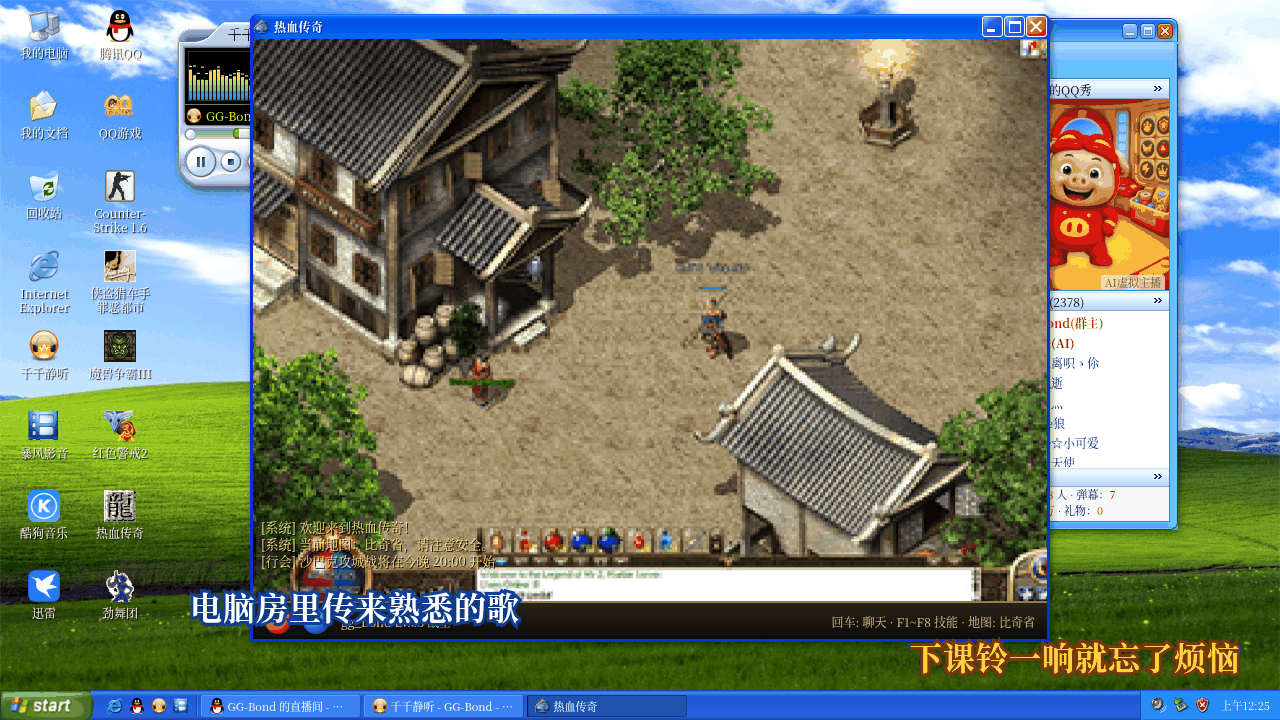 我的电脑
腾讯QQ
我的文档
QQ游戏
回收站
Counter-
Strike 1.6
Internet
Explorer
侠盗猎车手
罪恶都市
千千静听
魔兽争霸III
暴风影音
红色警戒2
酷狗音乐
热血传奇
迅雷
劲舞团
千千
GG-Bon
热血传奇
的QQ秀
AI虚拟主播
(2378)
ond(群主)
(AI)
离呗丶你
逝
灬
狼
☆小可爱
天使
人 · 弹幕: 7
· 礼物: 0
[系统] 欢迎来到热血传奇!
[系统] 当前地图: 比奇省, 请注意安全。
[行会] 沙巴克攻城战将在今晚 20:00 开始
回车: 聊天 · F1~F8 技能 · 地图: 比奇省
电脑房里传来熟悉的歌
下课铃一响就忘了烦恼
start
GG-Bond 的直播间 - ···
千千静听 - GG-Bond - ···
热血传奇
上午12:25